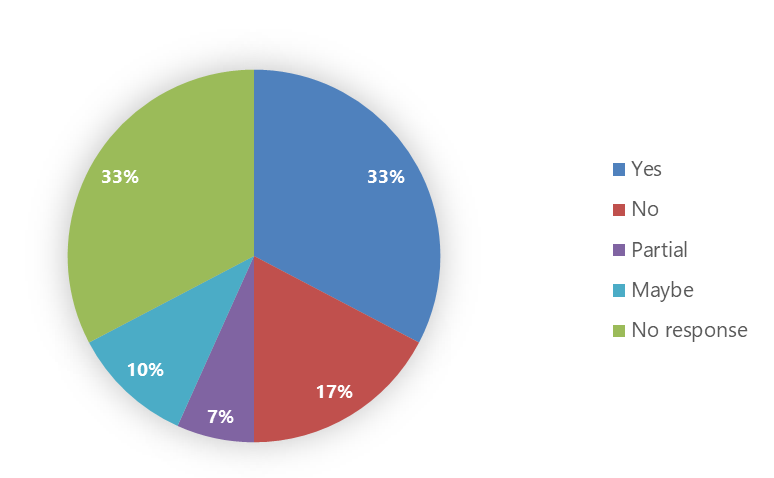 33%
33%
10%
7%
17%
Yes
No
Partial
Maybe
No response